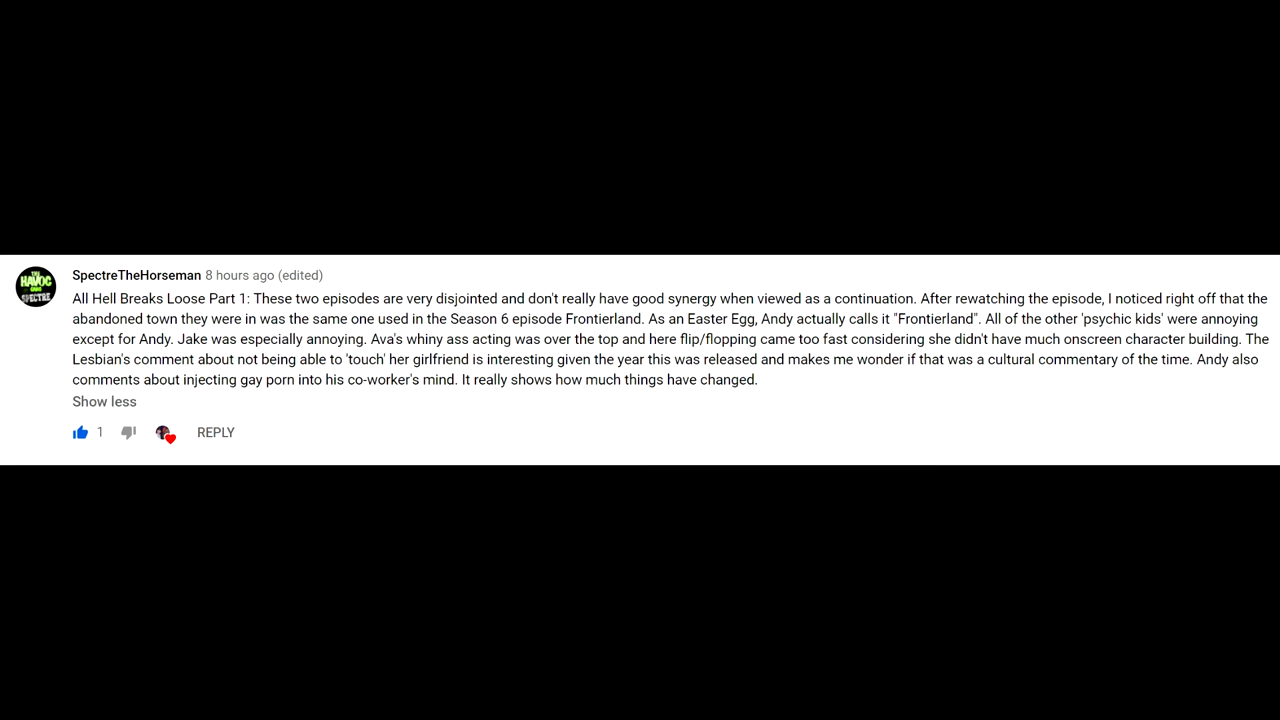 THE
HAVOC
SPECTRE
SpectreTheHorseman 8 hours ago (edited)
All Hell Breaks Loose Part 1: These two episodes are very disjointed and don't really have good synergy when viewed as a continuation. After rewatching the episode, I noticed right off that the
abandoned town they were in was the same one used in the Season 6 episode Frontierland. As an Easter Egg, Andy actually calls it "Frontierland". All of the other 'psychic kids' were annoying
except for Andy. Jake was especially annoying. Ava's whiny ass acting was over the top and here flip/flopping came too fast considering she didn't have much onscreen character building. The
Lesbian's comment about not being able to 'touch' her girlfriend is interesting given the year this was released and makes me wonder if that was a cultural commentary of the time. Andy also
comments about injecting gay porn into his co-worker's mind. It really shows how much things have changed.
Show less
1 REPLY